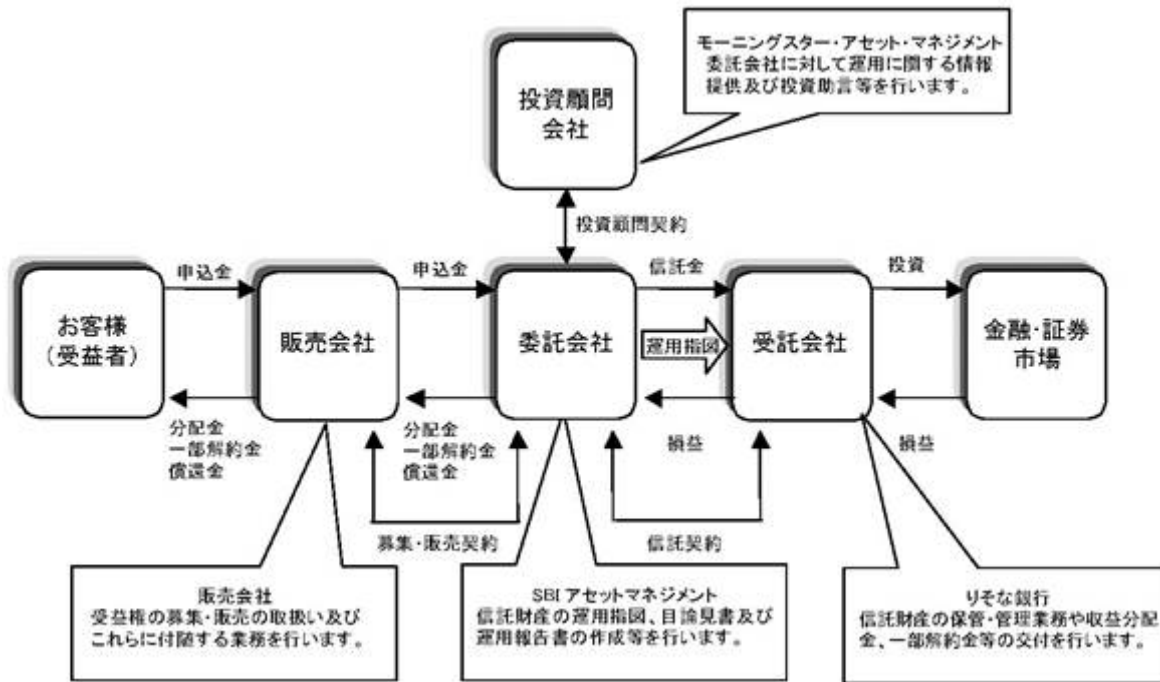 モーニングスター・アセット・マネジメント
委託会社に対して運用に関する情報
提供及び投資助言等を行います。
投資顧問
会社
投資顧問契約
申込金
申込金
信託金
投資
お客様
(受益者)
販売会社
委託会社
運用指図
受託会社
金融・証券
市場
分配金
一部解約金
償還金
分配金
一部解約金
償還金
損益
損益
募集・販売契約
信託契約
販売会社
受益権の募集・販売の取扱い及び
これらに付随する業務を行います。
SBIアセットマネジメント
信託財産の運用指図、目論見書及び
運用報告書の作成等を行います。
りそな銀行
信託財産の保管・管理業務や収益分配
金、一部解約金等の交付を行います。